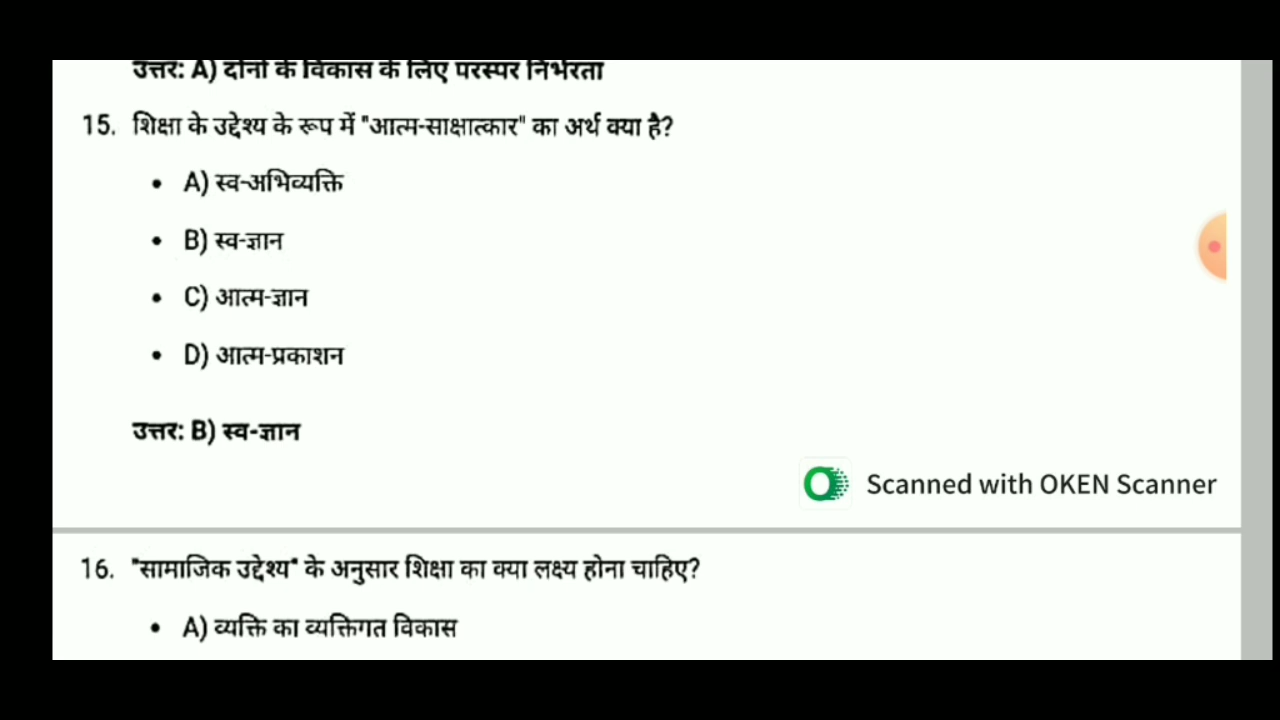 उत्तर: A) दोनों के विकास के लिए परस्पर निर्भरता
15. शिक्षा के उद्देश्य के रूप में "आत्म-साक्षात्कार" का अर्थ क्या है?
• A) स्व-अभिव्यक्ति
• B) स्व-ज्ञान
• C) आत्म-ज्ञान
• D) आत्म-प्रकाशन
उत्तर: B) स्व-ज्ञान
Scanned with OKEN Scanner
16. "सामाजिक उद्देश्य" के अनुसार शिक्षा का क्या लक्ष्य होना चाहिए?
• A) व्यक्ति का व्यक्तिगत विकास